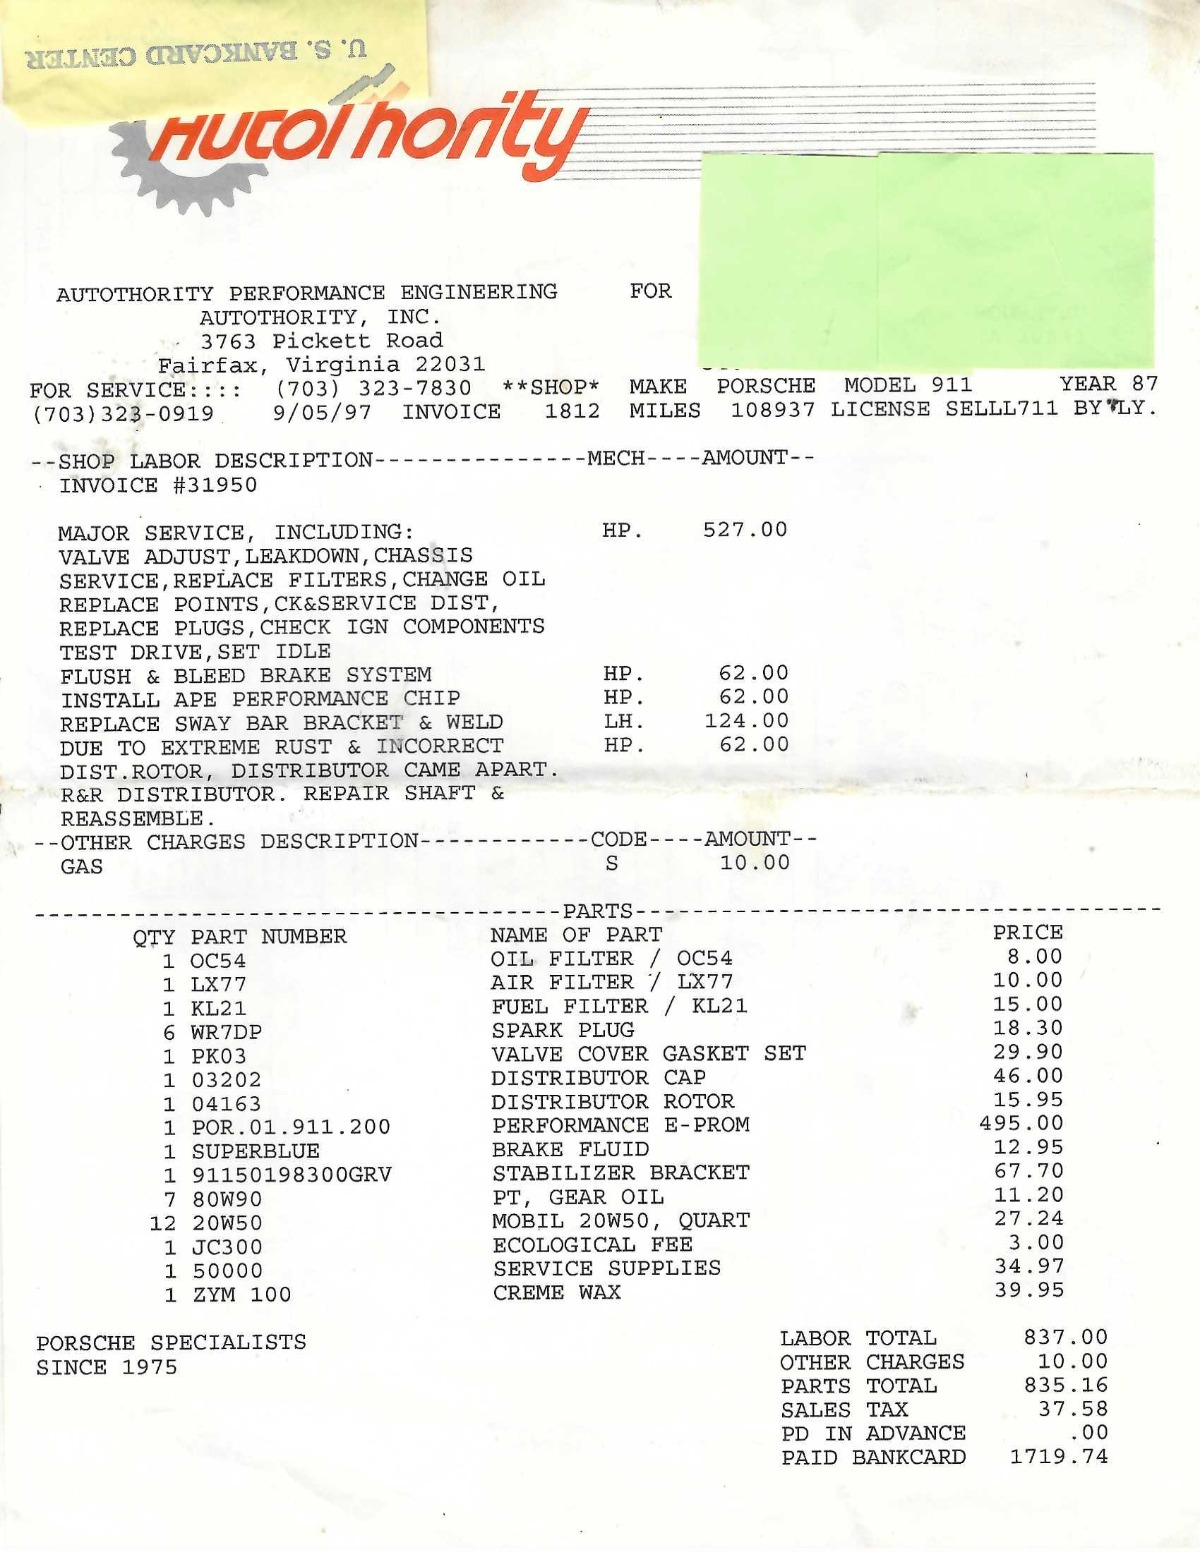 U. S. BANKCARD CENTER
AutoThority
AUTOTHORITY PERFORMANCE ENGINEERING FOR
AUTOTHORITY, INC.
3763 Pickett Road
Fairfax, Virginia 22031
FOR SERVICE:::: (703) 323-7830 **SHOP* MAKE PORSCHE MODEL 911 YEAR 87
(703)323-0919 9/05/97 INVOICE 1812 MILES 108937 LICENSE SELLL711 BY LY.
--SHOP LABOR DESCRIPTION---------------MECH----AMOUNT--
INVOICE #31950
MAJOR SERVICE, INCLUDING: HP. 527.00
VALVE ADJUST,LEAKDOWN,CHASSIS
SERVICE,REPLACE FILTERS,CHANGE OIL
REPLACE POINTS,CK&SERVICE DIST,
REPLACE PLUGS,CHECK IGN COMPONENTS
TEST DRIVE,SET IDLE
FLUSH & BLEED BRAKE SYSTEM HP. 62.00
INSTALL APE PERFORMANCE CHIP HP. 62.00
REPLACE SWAY BAR BRACKET & WELD LH. 124.00
DUE TO EXTREME RUST & INCORRECT HP. 62.00
DIST.ROTOR, DISTRIBUTOR CAME APART.
R&R DISTRIBUTOR. REPAIR SHAFT &
REASSEMBLE.
--OTHER CHARGES DESCRIPTION------------CODE----AMOUNT--
GAS S 10.00
-------------------------------------PARTS-------------------------------------
QTY PART NUMBER NAME OF PART PRICE
1 OC54 OIL FILTER / OC54 8.00
1 LX77 AIR FILTER / LX77 10.00
1 KL21 FUEL FILTER / KL21 15.00
6 WR7DP SPARK PLUG 18.30
1 PK03 VALVE COVER GASKET SET 29.90
1 03202 DISTRIBUTOR CAP 46.00
1 04163 DISTRIBUTOR ROTOR 15.95
1 POR.01.911.200 PERFORMANCE E-PROM 495.00
1 SUPERBLUE BRAKE FLUID 12.95
1 91150198300GRV STABILIZER BRACKET 67.70
7 80W90 PT, GEAR OIL 11.20
12 20W50 MOBIL 20W50, QUART 27.24
1 JC300 ECOLOGICAL FEE 3.00
1 50000 SERVICE SUPPLIES 34.97
1 ZYM 100 CREME WAX 39.95
PORSCHE SPECIALISTS LABOR TOTAL 837.00
SINCE 1975 OTHER CHARGES 10.00
PARTS TOTAL 835.16
SALES TAX 37.58
PD IN ADVANCE .00
PAID BANKCARD 1719.74